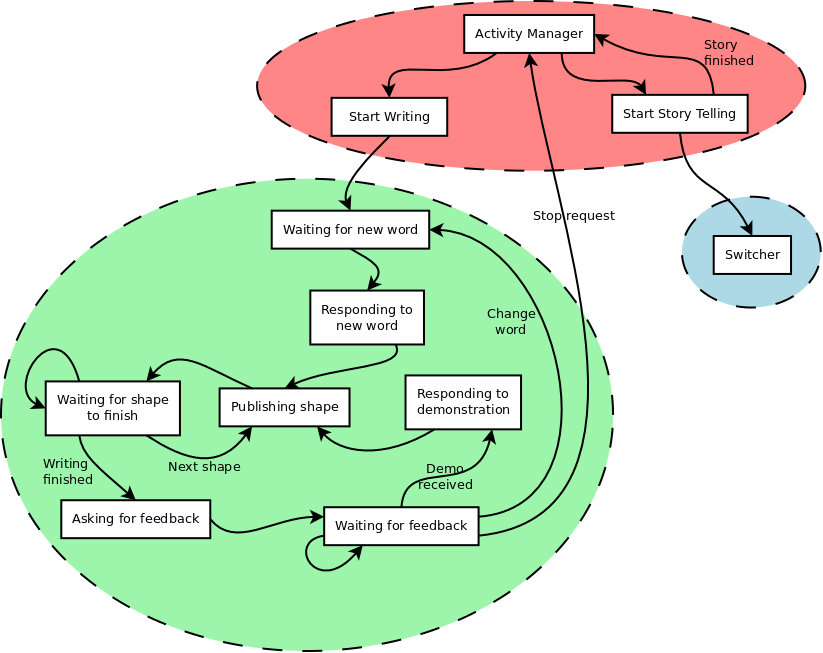 Activity Manager
Story
finished
Start Writing
Start Story Telling
Stop request
Waiting for new word
Switcher
Responding to
new word
Change
word
Waiting for shape
to finish
Publishing shape
Responding to
demonstration
Writing
finished
Next shape
Demo
received
Asking for feedback
Waiting for feedback